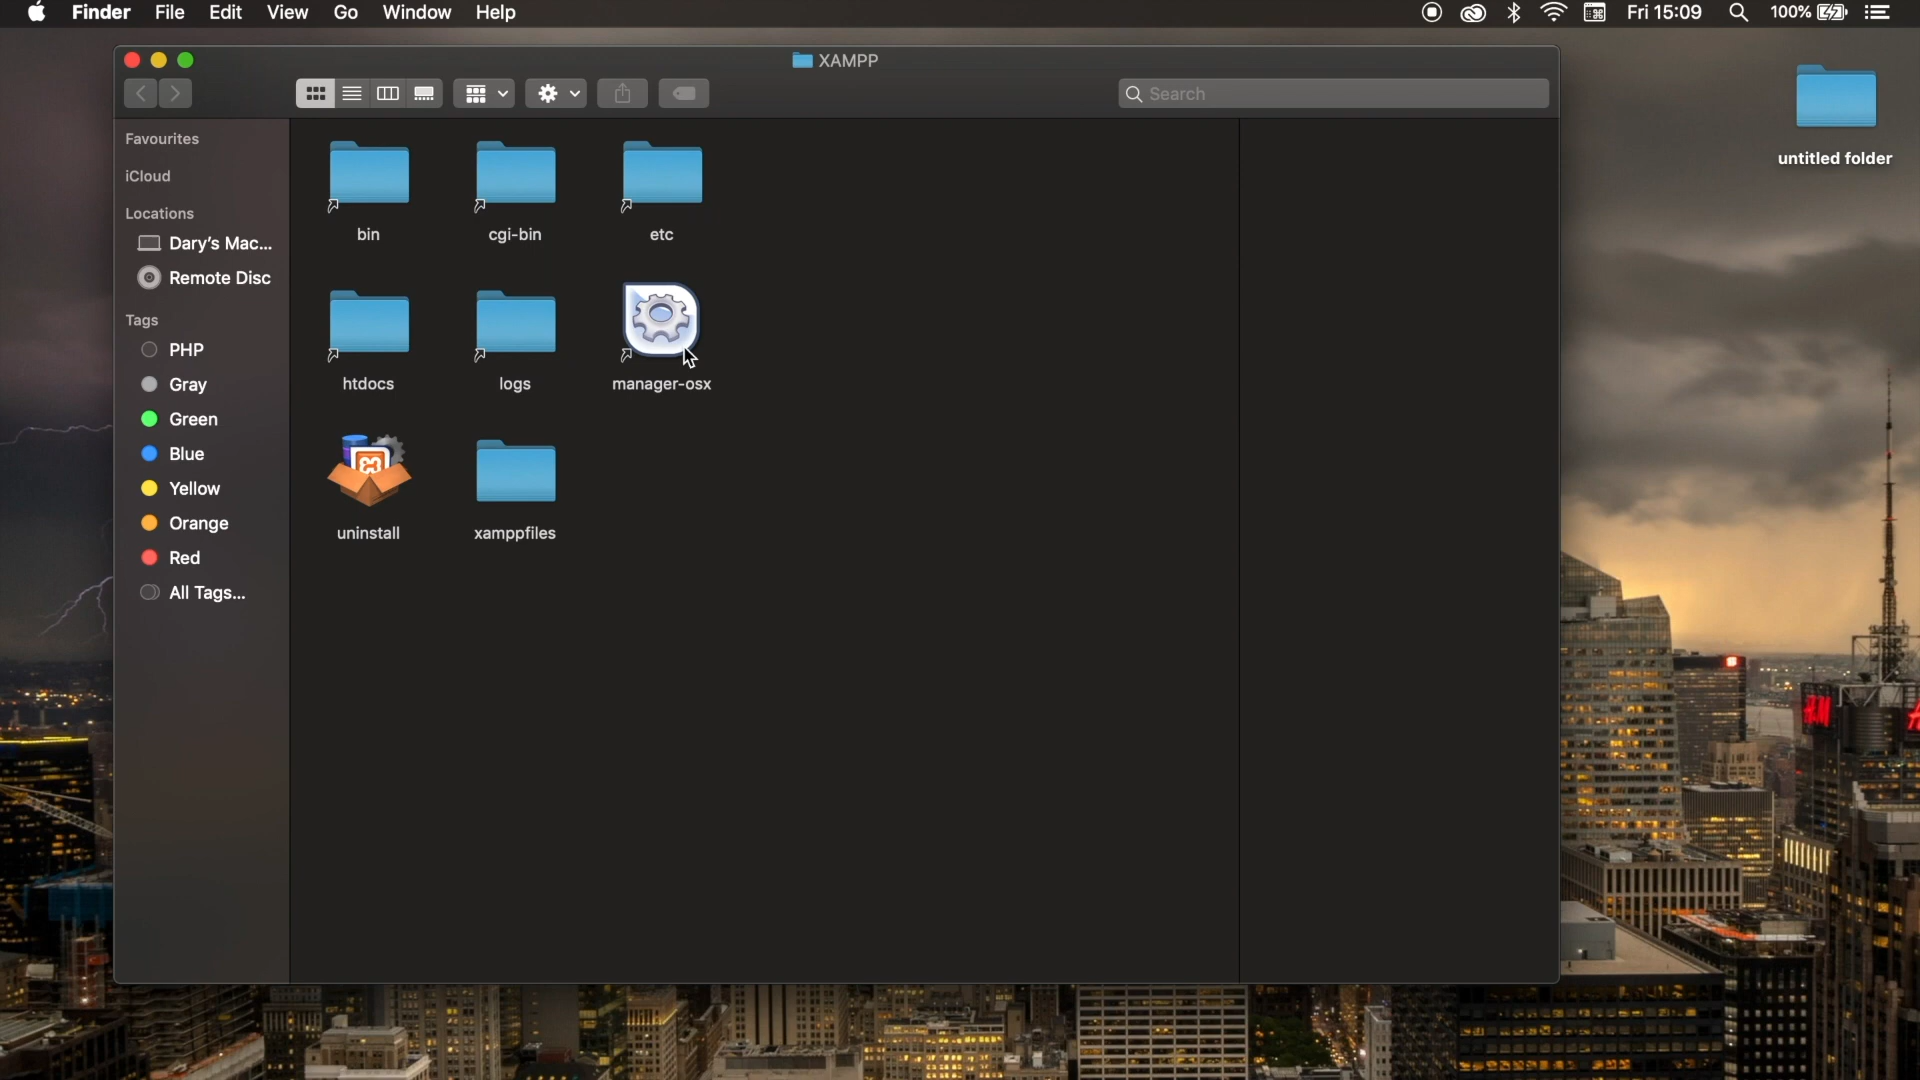 Finder File Edit View Go Window Help Fri 15:09 100%
XAMPP
Search
Favourites
iCloud
Locations
Dary's Mac...
Remote Disc
Tags
PHP
Gray
Green
Blue
Yellow
Orange
Red
All Tags...
bin cgi-bin etc
htdocs logs manager-osx
uninstall xamppfiles
untitled folder
H&M